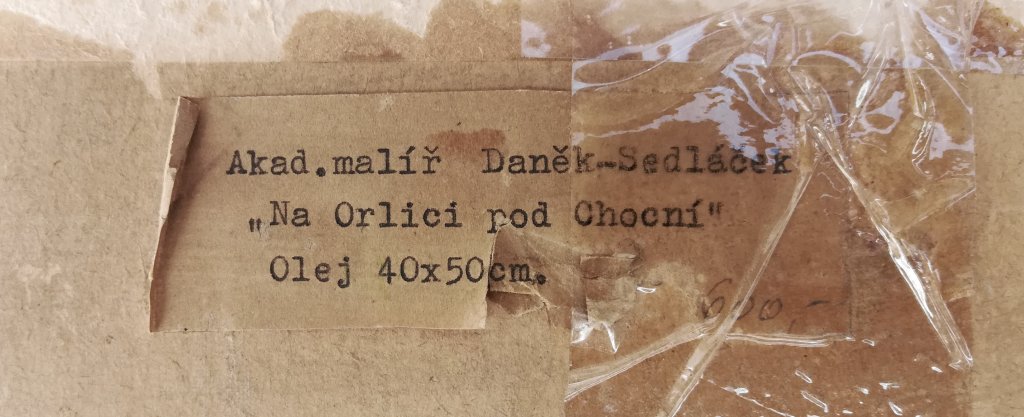 Akad.malíř Daněk-Sedláček
„Na Orlici pod Chocní"
Olej 40x50cm.
600,-